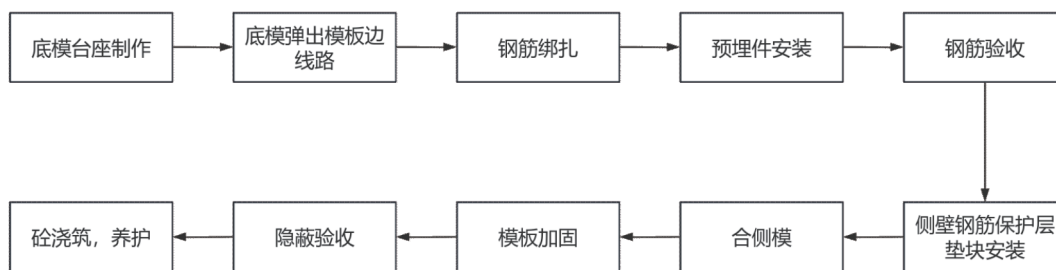 底模台座制作
底模弹出模板边
线路
钢筋绑扎
预埋件安装
钢筋验收
侧壁钢筋保护层
垫块安装
合侧模
模板加固
隐蔽验收
砼浇筑，养护